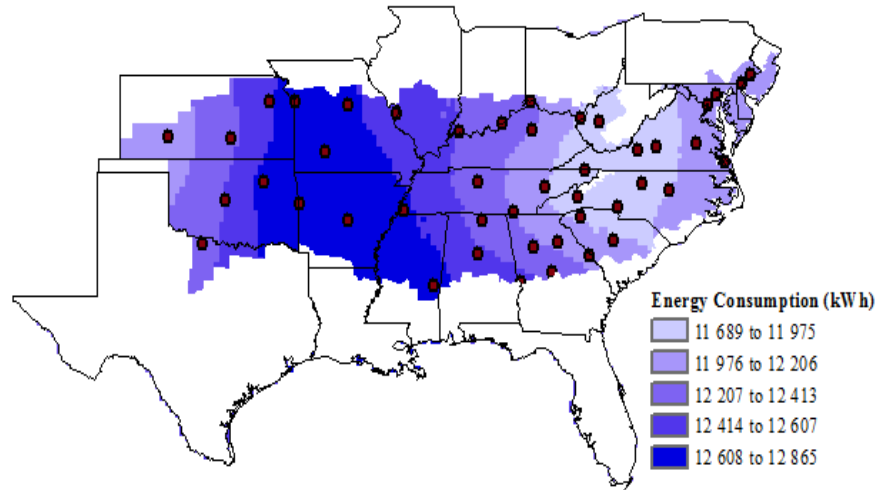 Energy Consumption (kWh)
11 689 to 11 975
11 976 to 12 206
12 207 to 12 413
12 414 to 12 607
12 608 to 12 865